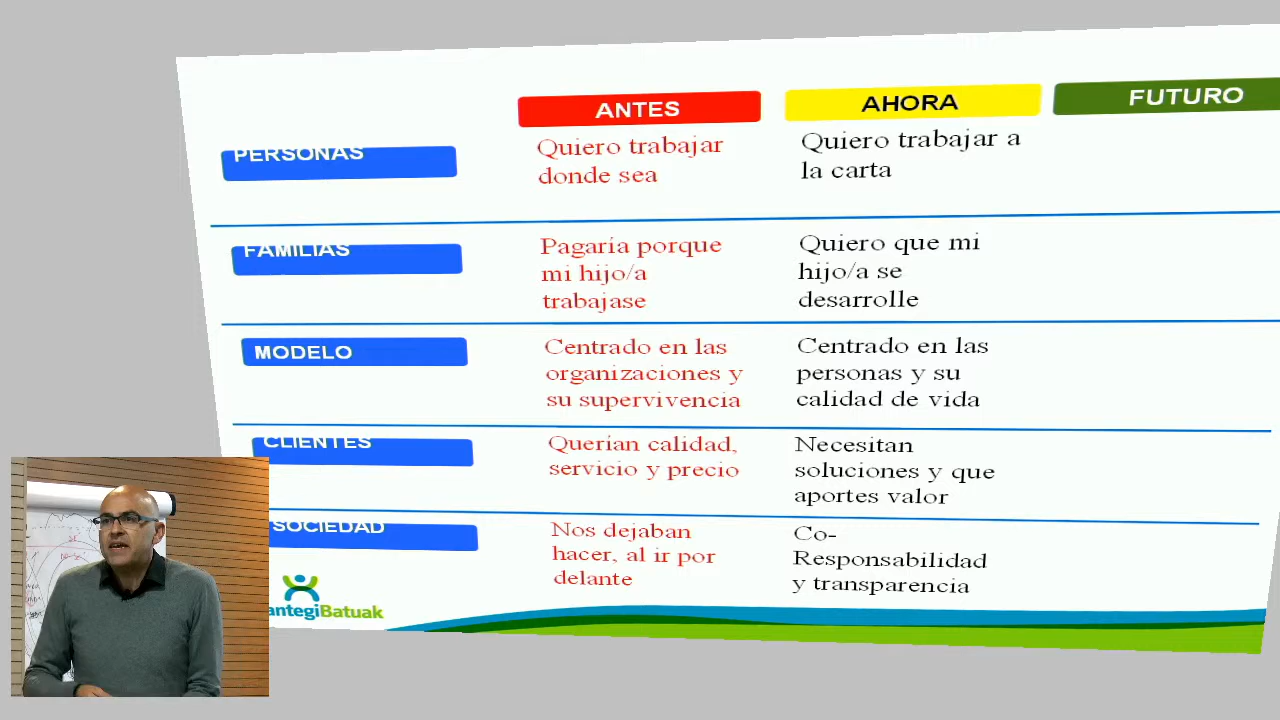 ANTES
AHORA
FUTURO
PERSONAS
Quiero trabajar
donde sea
Quiero trabajar a
la carta
FAMILIAS
Pagaría porque
mi hijo/a
trabajase
Quiero que mi
hijo/a se
desarrolle
MODELO
Centrado en las
organizaciones y
su supervivencia
Centrado en las
personas y su
calidad de vida
CLIENTES
Querían calidad,
servicio y precio
Necesitan
soluciones y que
aportes valor
SOCIEDAD
Nos dejaban
hacer, al ir por
delante
Co-
Responsabilidad
y transparencia
antegiBatuak